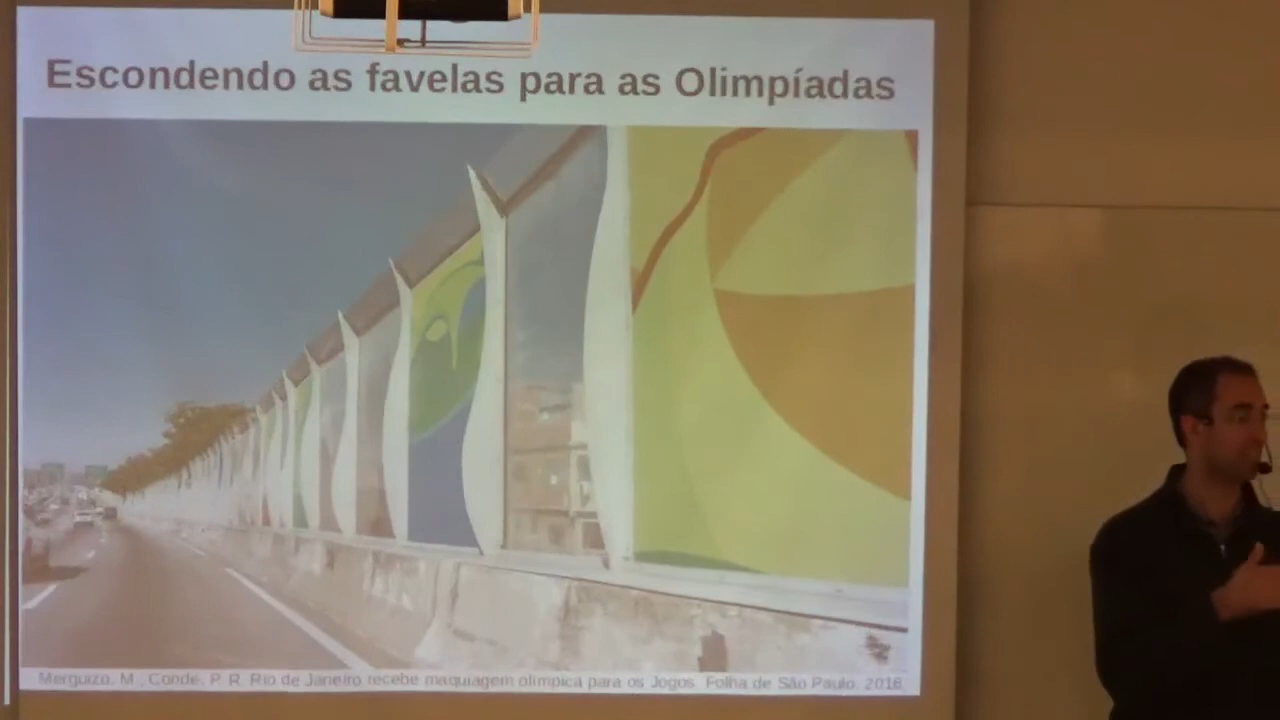 Escondendo as favelas para as Olimpíadas
Merguizo, M., Conde, P. R. Rio de Janeiro recebe maquiagem olímpica para os Jogos. Folha de São Paulo. 2016